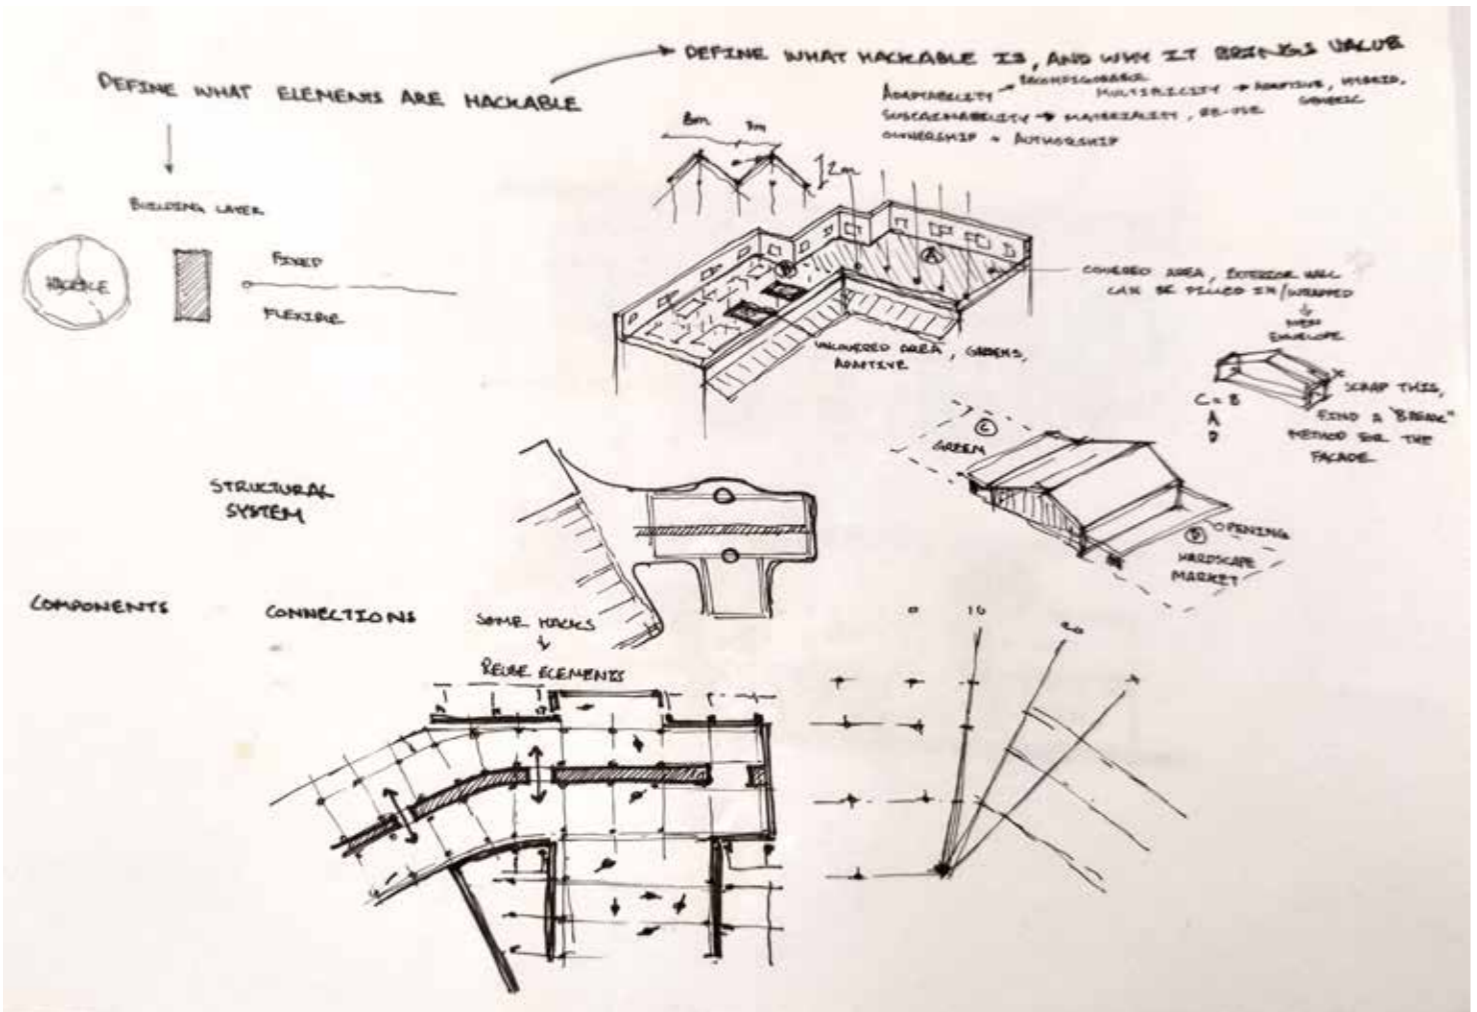 DEFINE WHAT ELEMENTS ARE HACKABLE
DEFINE WHAT HACKABLE IS, AND WHY IT BRINGS VALUE
ADAPTABILITY → RECONFIGURABLE
MULTIPLICITY → ADAPTIVE, HYBRID,
GENERIC
SUSTAINABILITY → MATERIALITY, RE-USE
OWNERSHIP AUTHORSHIP
8m
2m
BUILDING LAYER
HACKABLE
FIXED
FLEXIBLE
A
COVERED AREA, EXTERIOR WALL
CAN BE FILLED IN/WRAPPED
NEW
ENVELOPE
UNCOVERED AREA, GARDENS,
ADAPTIVE
SCRAP THIS,
FIND A "BREAK"
METHOD FOR THE
FACADE
C = B
A
D
C
GREEN
D OPENING
HARDSCAPE
MARKET
STRUCTURAL
SYSTEM
COMPONENTS
CONNECTIONS
SOME HACKS
REUSE ELEMENTS
0 10